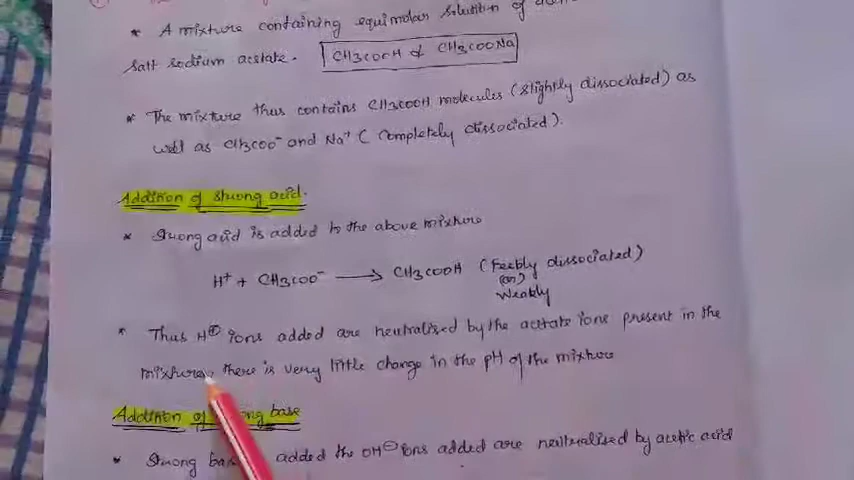 * A mixture containing equimolar solution of
salt sodium acetate. CH3COOH & CH3COONa
* The mixture thus contains CH3COOH molecules (slightly dissociated) as
well as CH3COO⁻ and Na⁺ ( completely dissociated).
Addition of strong acid.
* Strong acid is added to the above mixture
H⁺ + CH3COO⁻ ⟶ CH3COOH (Feebly dissociated)
(or)
Weakly
* Thus H⊕ ions added are neutralised by the acetate ions present in the
mixture. there is very little change in the pH of the mixture
Addition of strong base
* Strong base added the OH⊖ ions added are neutralised by acetic acid